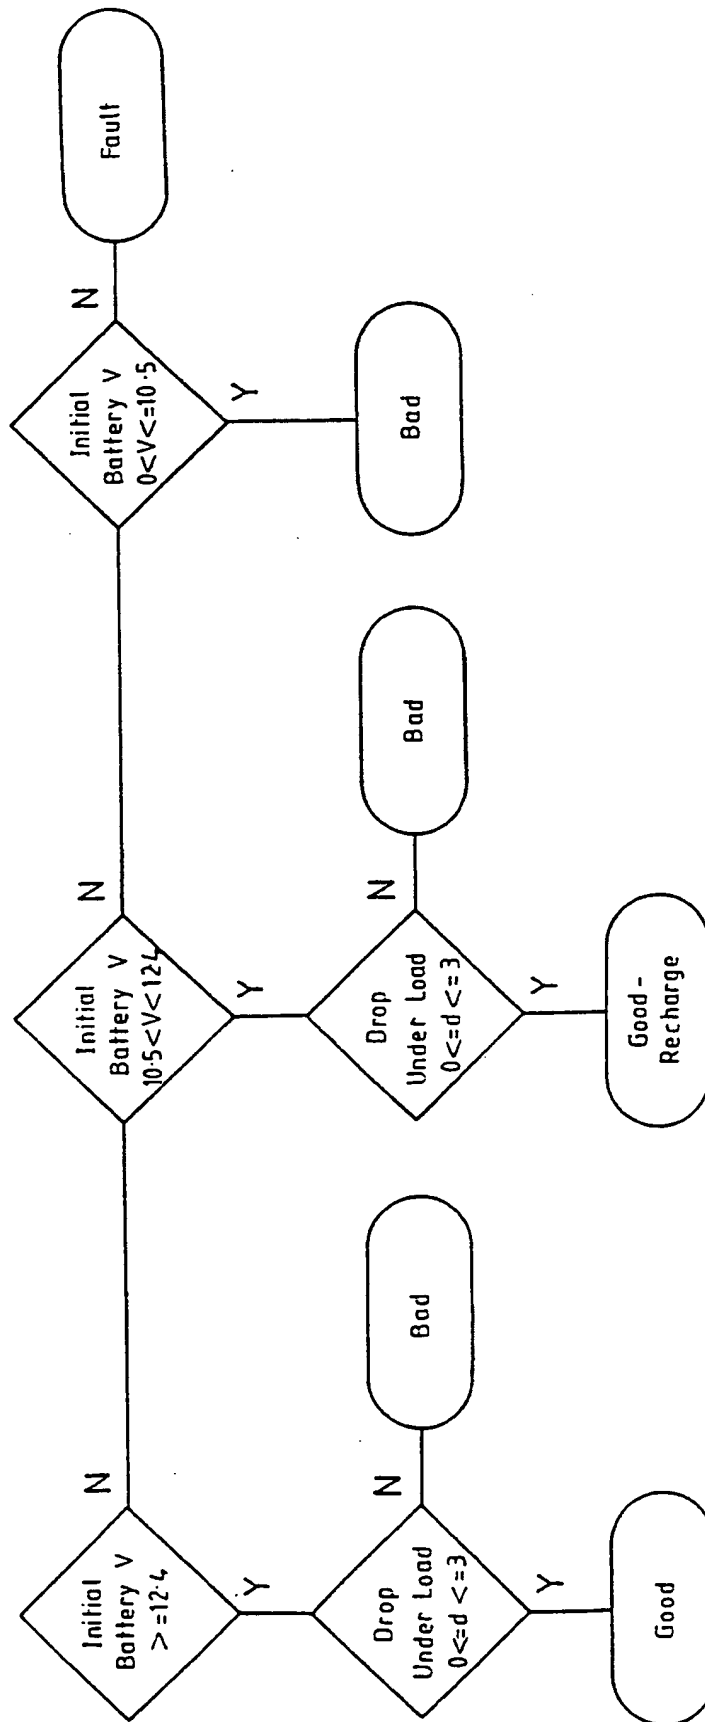 Initial
Battery V
>=12·4
N
Y
Drop
Under Load
0<=d<=3
N
Bad
Y
Good
Initial
Battery V
10·5<V<12·4
N
Y
Drop
Under Load
0<=d<=3
N
Bad
Y
Good-
Recharge
Initial
Battery V
0<V<=10·5
N
Fault
Y
Bad